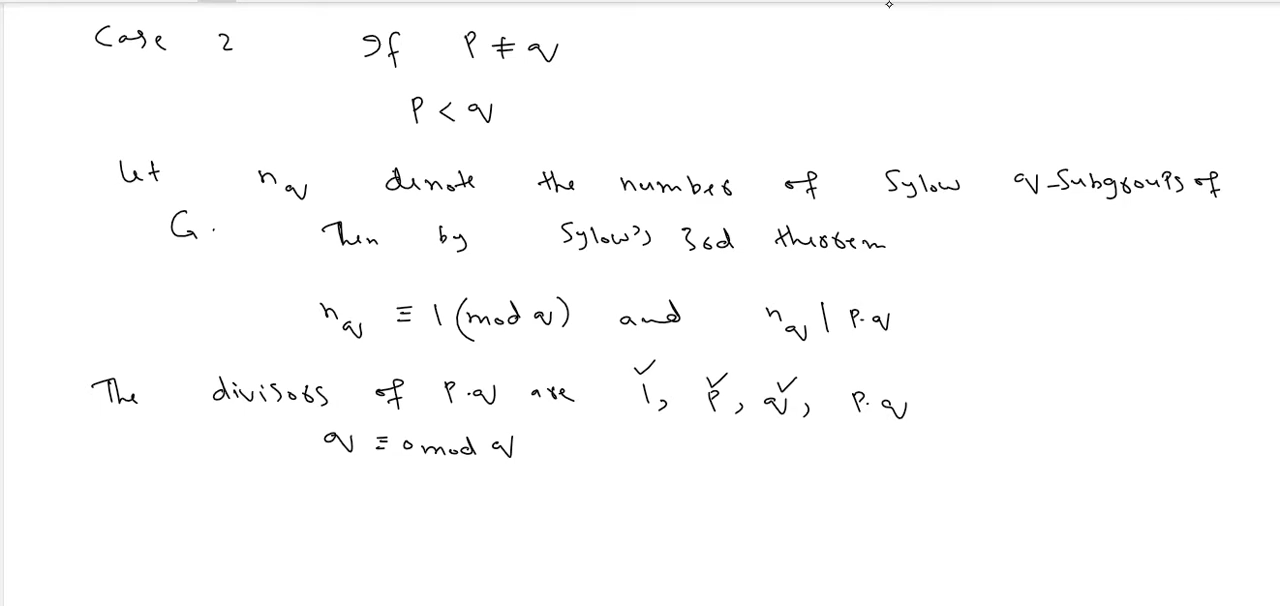 Case 2 If p ≠ q
p < q
Let n_q denote the number of Sylow q-subgroups of
G. Then by Sylow's 3rd theorem
n_q ≡ 1 (mod q) and n_q | p.q
The divisors of p.q are 1, p, q, p.q
q ≡ 0 mod q